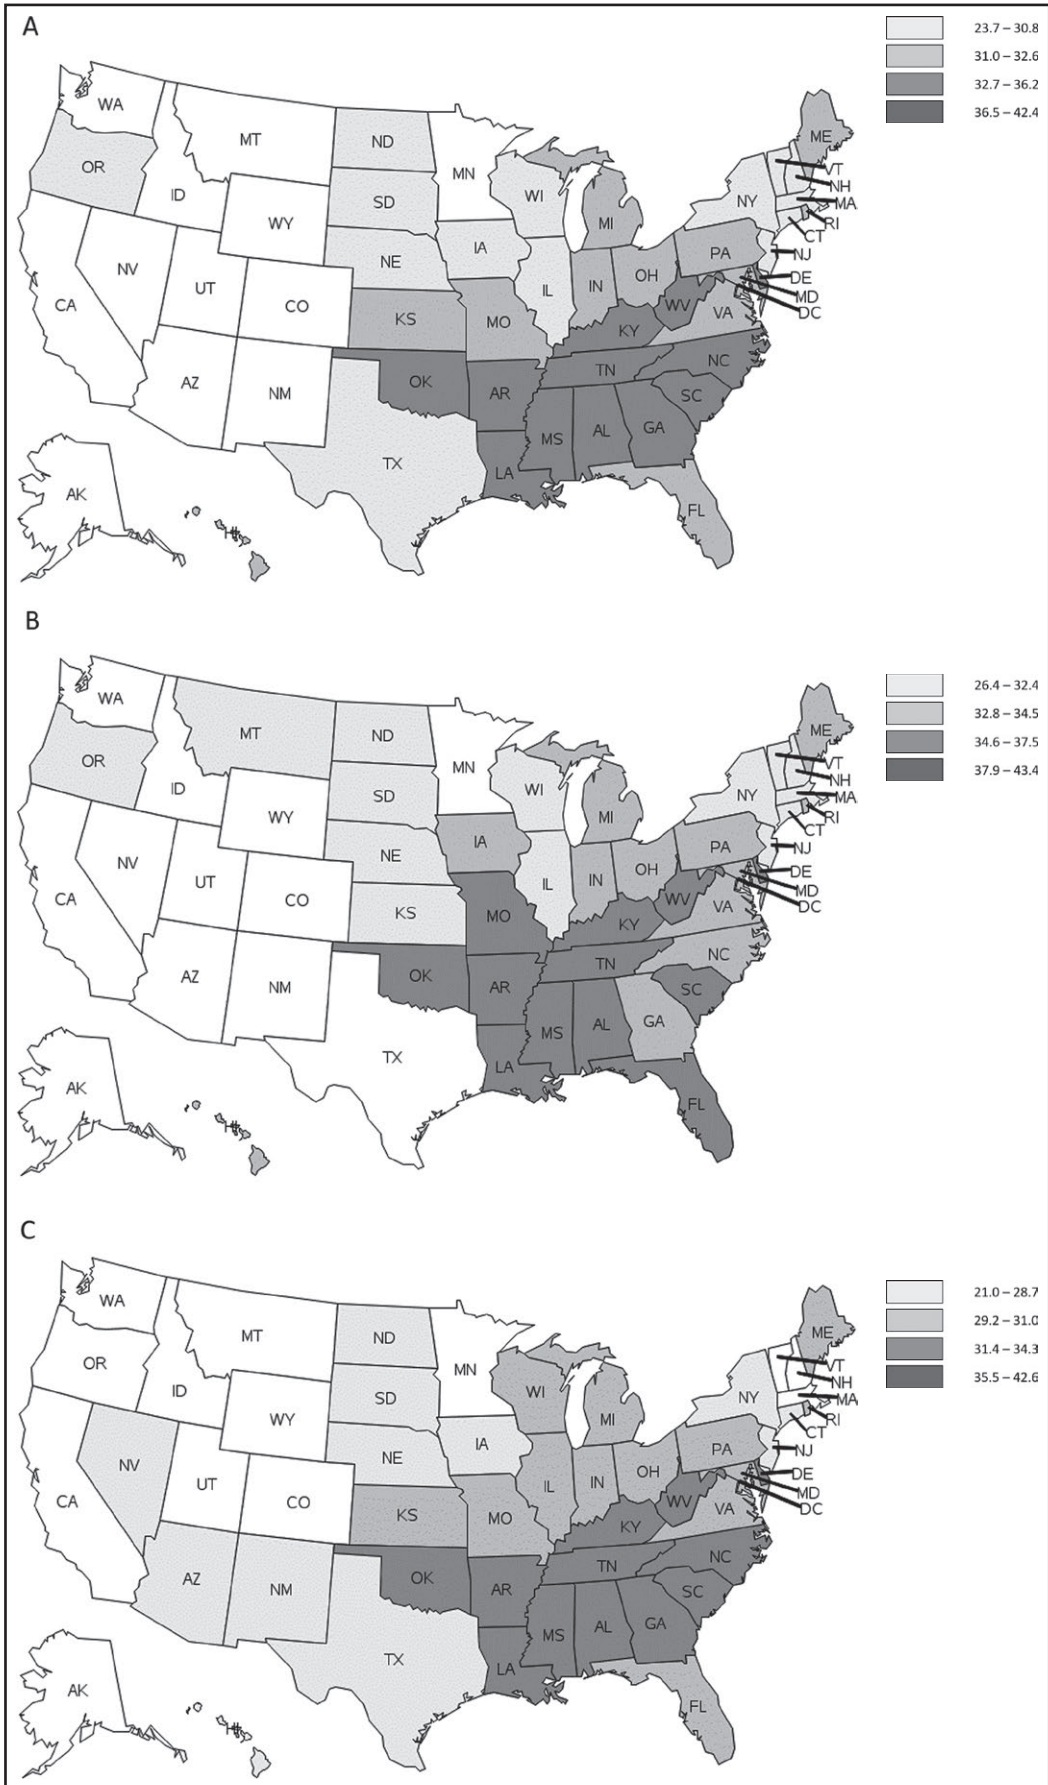 A
23.7 – 30.8
31.0 – 32.6
32.7 – 36.2
36.5 – 42.4
WA
OR
CA
ID
NV
MT
WY
UT
AZ
CO
NM
ND
SD
NE
KS
OK
TX
MN
IA
MO
AR
LA
WI
IL
MI
IN
OH
KY
TN
MS
AL
GA
FL
SC
NC
VA
WV
PA
NY
ME
VT
NH
MA
RI
CT
NJ
DE
MD
DC
AK
HI
B
26.4 – 32.4
32.8 – 34.5
34.6 – 37.5
37.9 – 43.4
WA
OR
CA
ID
NV
MT
WY
UT
AZ
CO
NM
ND
SD
NE
KS
OK
TX
MN
IA
MO
AR
LA
WI
IL
MI
IN
OH
KY
TN
MS
AL
GA
FL
SC
NC
VA
WV
PA
NY
ME
VT
NH
MA
RI
CT
NJ
DE
MD
DC
AK
HI
C
21.0 – 28.7
29.2 – 31.0
31.4 – 34.3
35.5 – 42.6
WA
OR
CA
ID
NV
MT
WY
UT
AZ
CO
NM
ND
SD
NE
KS
OK
TX
MN
IA
MO
AR
LA
WI
IL
MI
IN
OH
KY
TN
MS
AL
GA
FL
SC
NC
VA
WV
PA
NY
ME
VT
NH
MA
RI
CT
NJ
DE
MD
DC
AK
HI